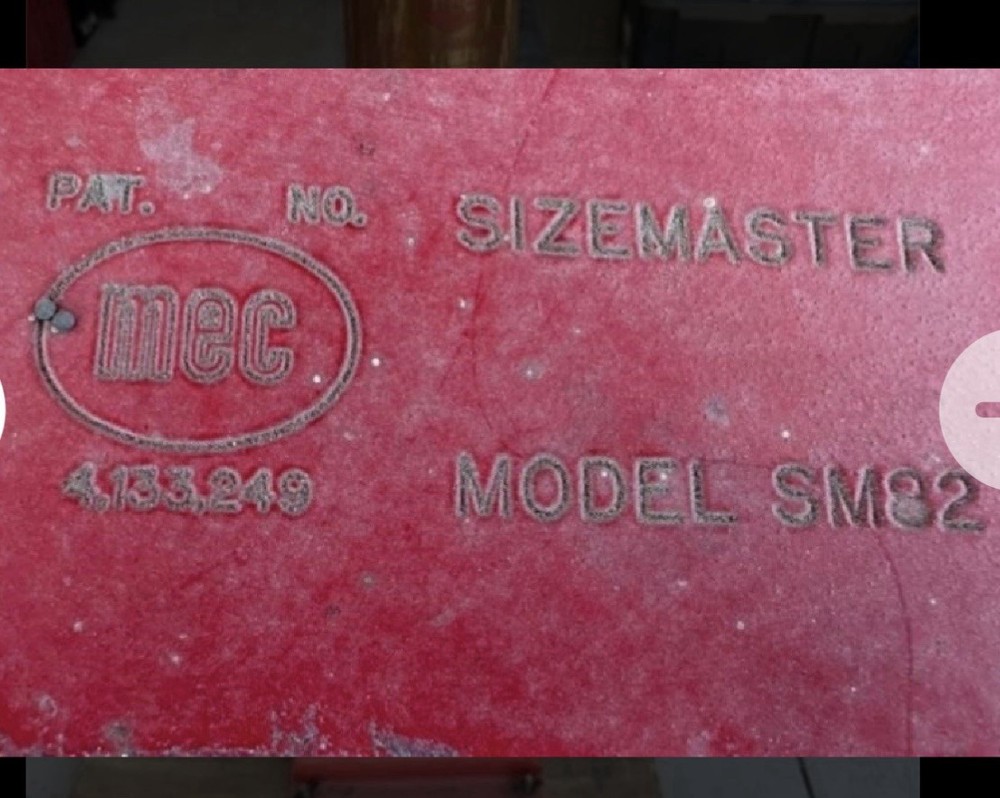 PAT. NO.
mec
4,133,249
SIZEMASTER
MODEL SM82